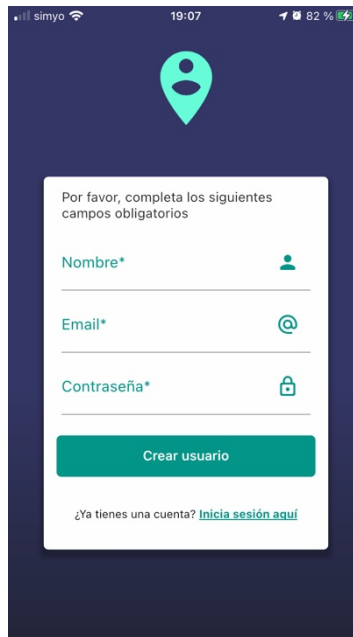 simyo 19:07 82 %
Por favor, completa los siguientes
campos obligatorios
Nombre*
Email*
Contraseña*
Crear usuario
¿Ya tienes una cuenta? Inicia sesión aquí